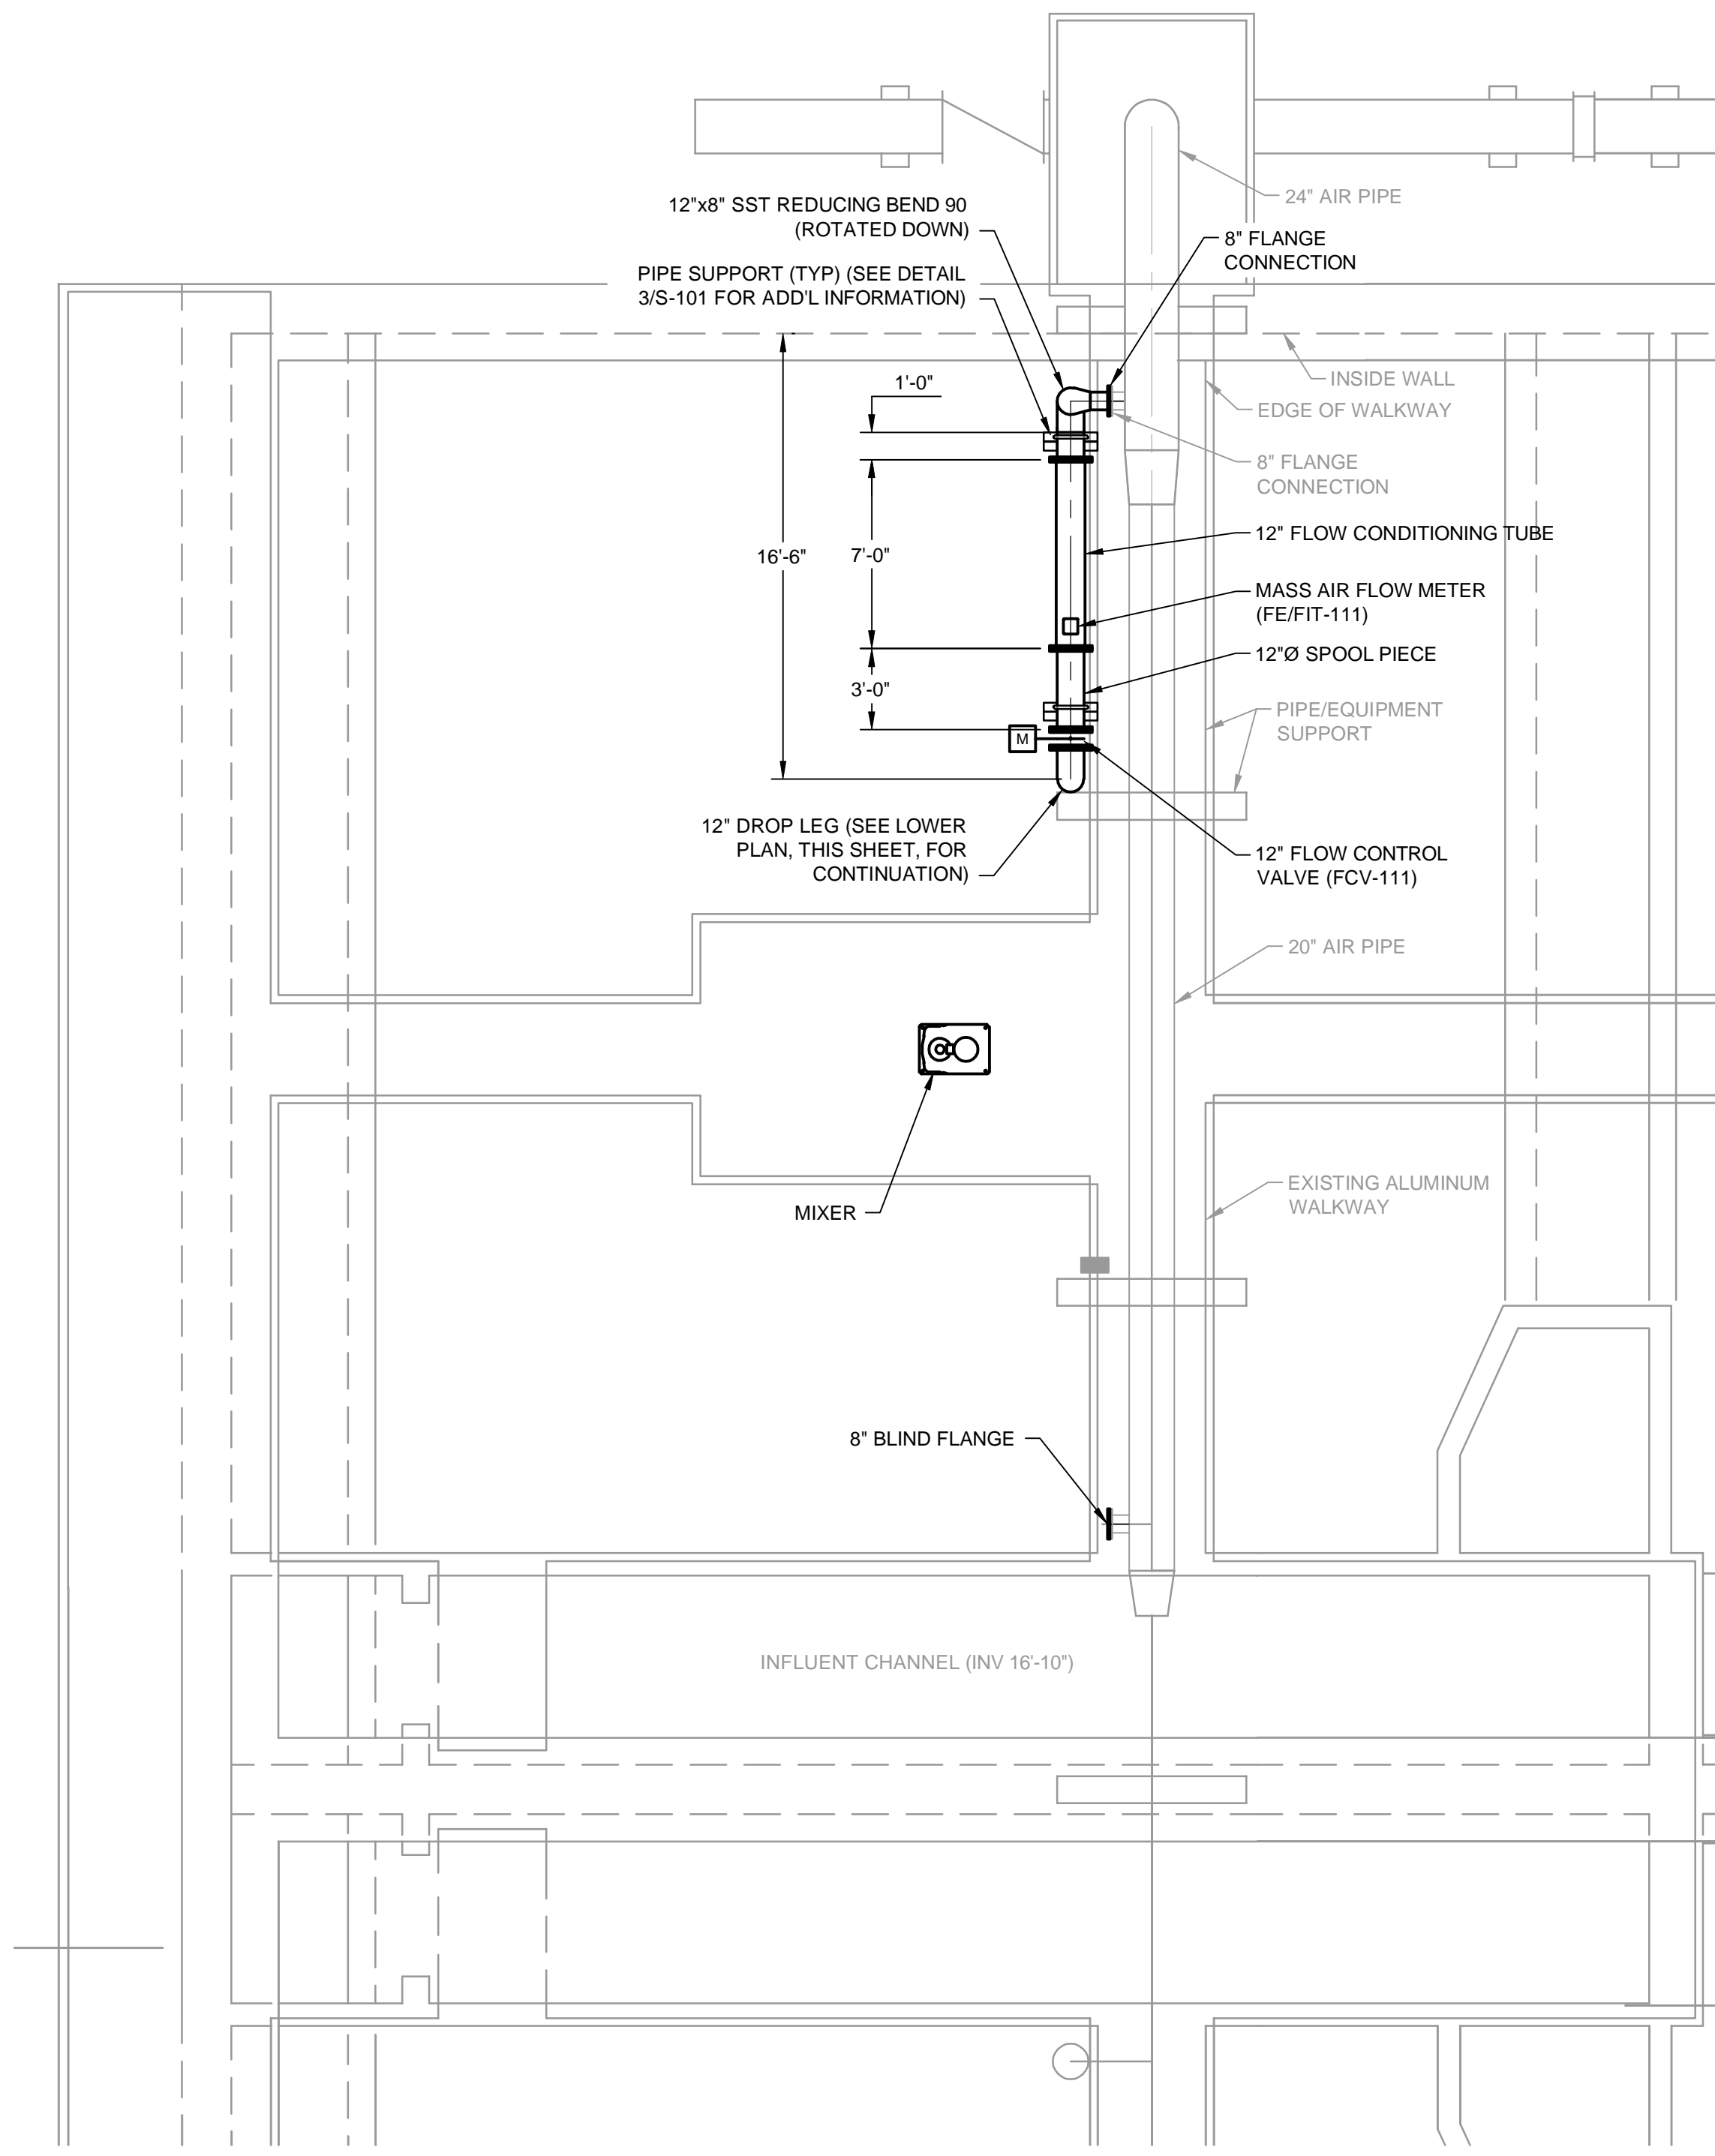 24" AIR PIPE
12"x8" SST REDUCING BEND 90
(ROTATED DOWN)
8" FLANGE
CONNECTION
PIPE SUPPORT (TYP) (SEE DETAIL
3/S-101 FOR ADD'L INFORMATION)
INSIDE WALL
1'-0"
EDGE OF WALKWAY
8" FLANGE
CONNECTION
12" FLOW CONDITIONING TUBE
16'-6"
7'-0"
MASS AIR FLOW METER
(FE/FIT-111)
12"Ø SPOOL PIECE
3'-0"
PIPE/EQUIPMENT
SUPPORT
M
12" DROP LEG (SEE LOWER
PLAN, THIS SHEET, FOR
CONTINUATION)
12" FLOW CONTROL
VALVE (FCV-111)
20" AIR PIPE
EXISTING ALUMINUM
WALKWAY
MIXER
8" BLIND FLANGE
INFLUENT CHANNEL (INV 16'-10")